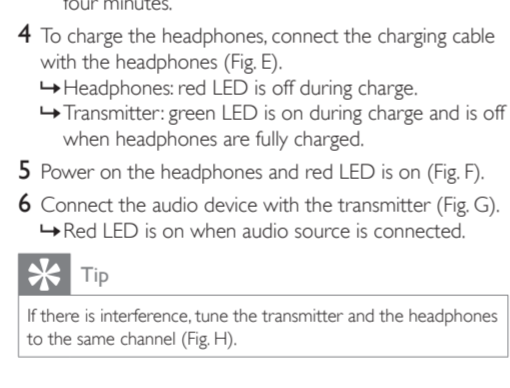 four minutes.
4 To charge the headphones, connect the charging cable
with the headphones (Fig. E).
↳Headphones: red LED is off during charge.
↳Transmitter: green LED is on during charge and is off
when headphones are fully charged.
5 Power on the headphones and red LED is on (Fig. F).
6 Connect the audio device with the transmitter (Fig. G).
↳Red LED is on when audio source is connected.
Tip
If there is interference, tune the transmitter and the headphones
to the same channel (Fig. H).